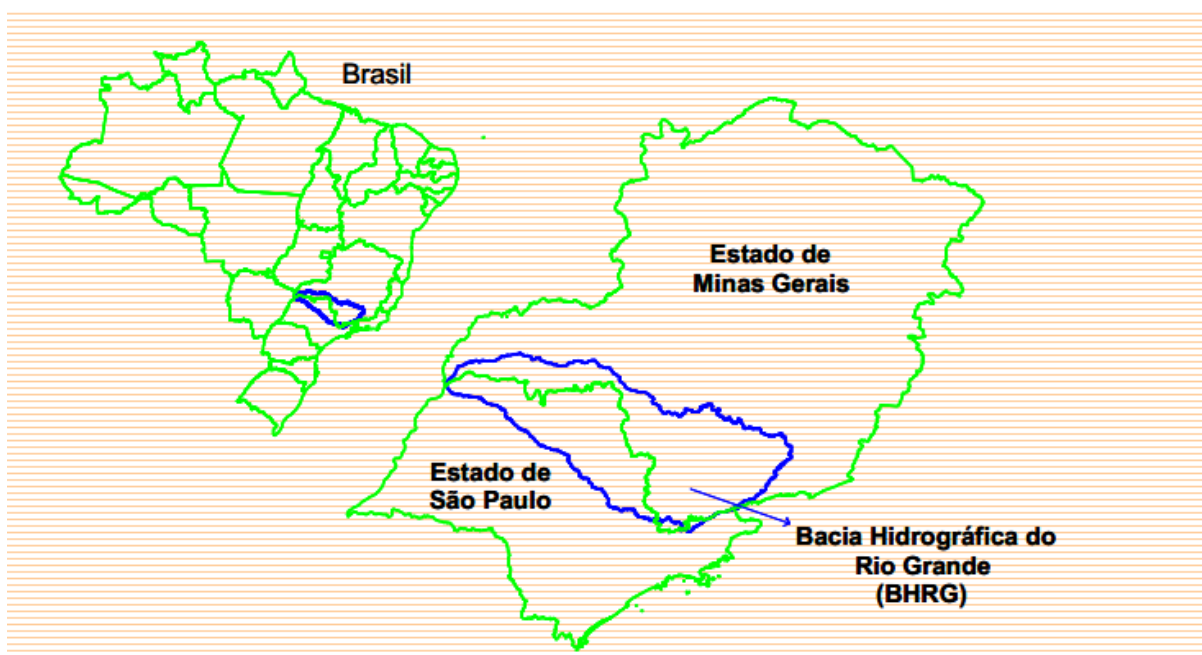 Brasil
Estado de
Minas Gerais
Estado de
São Paulo
Bacia Hidrográfica do
Rio Grande
(BHRG)